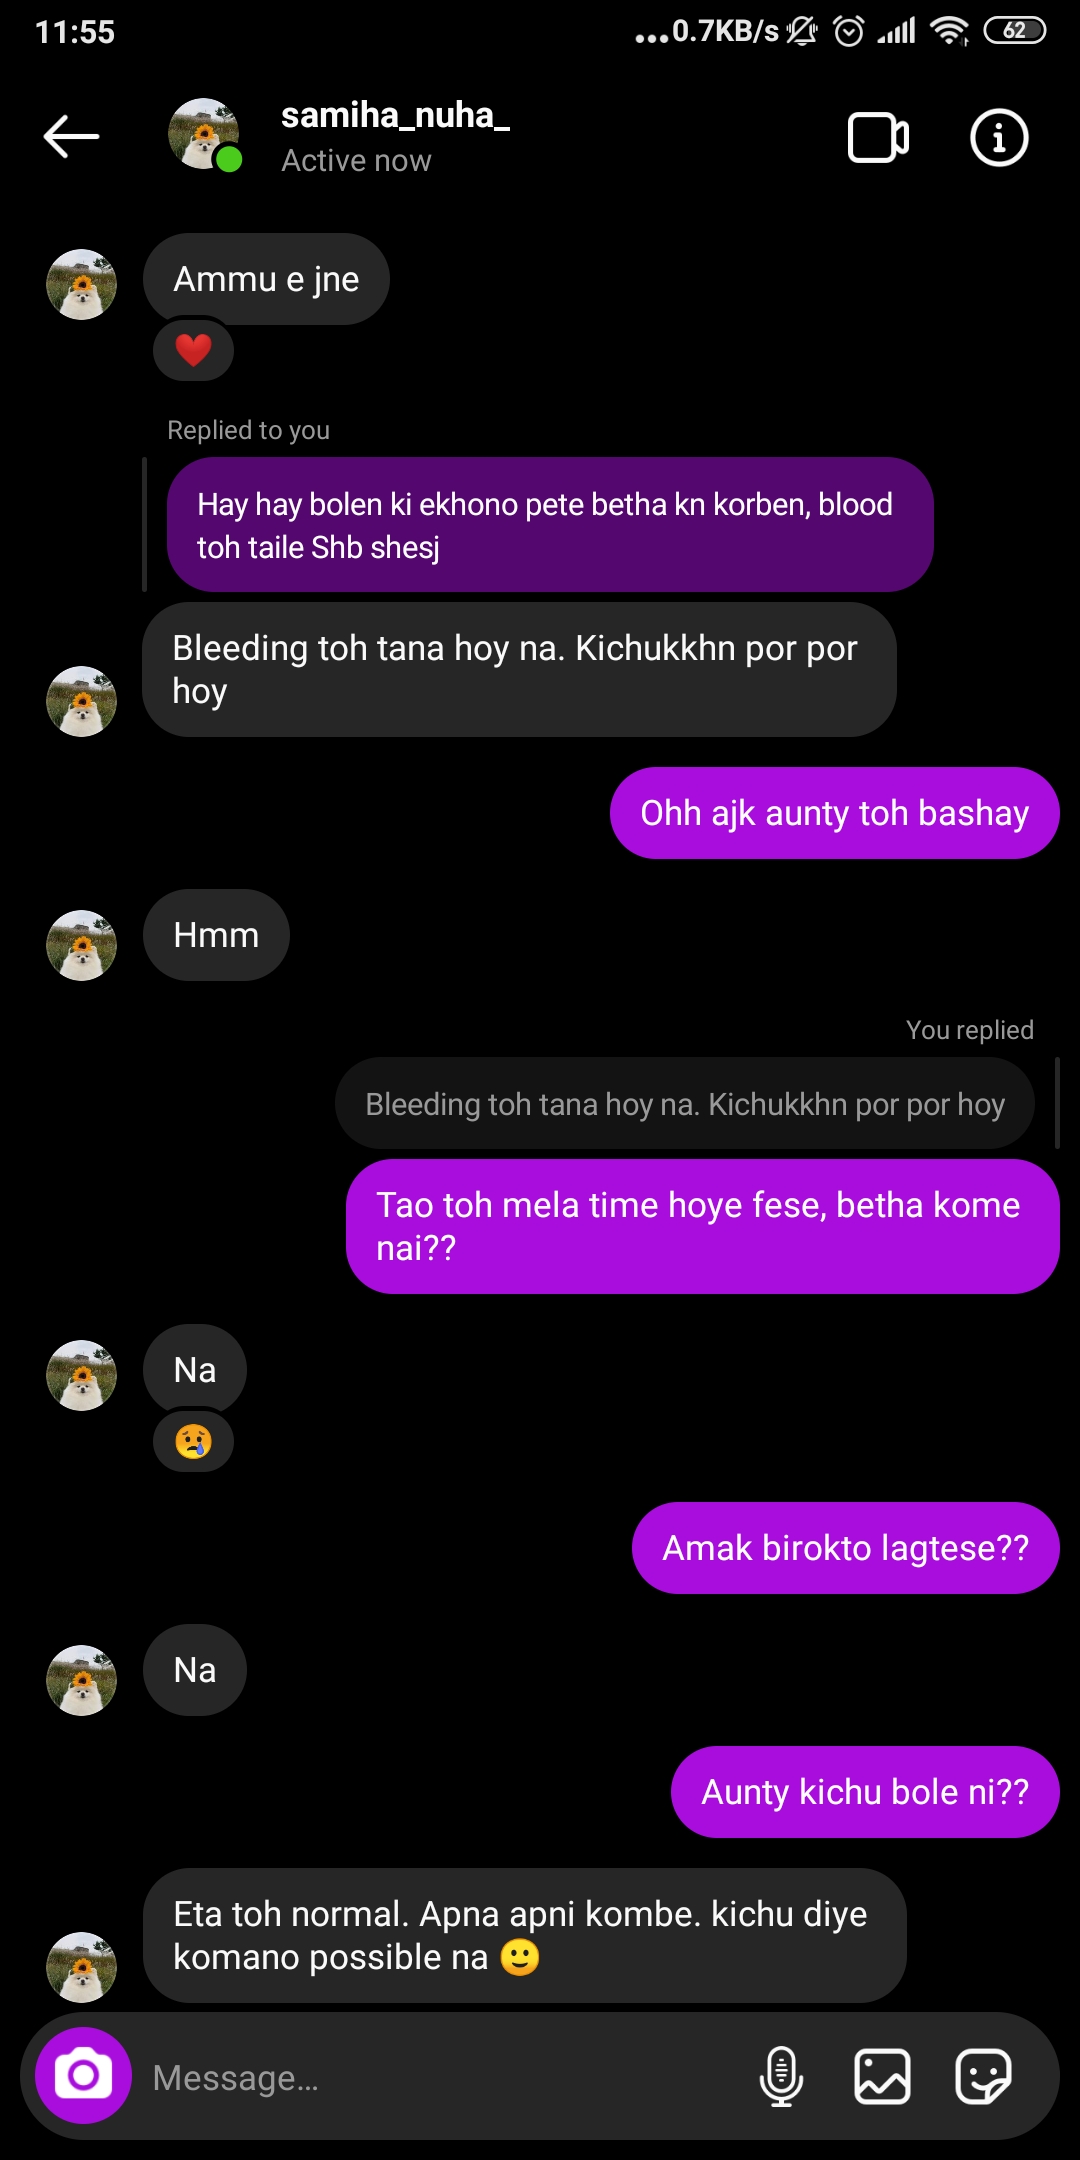 11:55
...0.7KB/s
62
samiha_nuha_
Active now
Ammu e jne
Replied to you
Hay hay bolen ki ekhono pete betha kn korben, blood
toh taile Shb shesj
Bleeding toh tana hoy na. Kichukkhn por por
hoy
Ohh ajk aunty toh bashay
Hmm
You replied
Bleeding toh tana hoy na. Kichukkhn por por hoy
Tao toh mela time hoye fese, betha kome
nai??
Na
Amak birokto lagtese??
Na
Aunty kichu bole ni??
Eta toh normal. Apna apni kombe. kichu diye
komano possible na 🙂
Message...